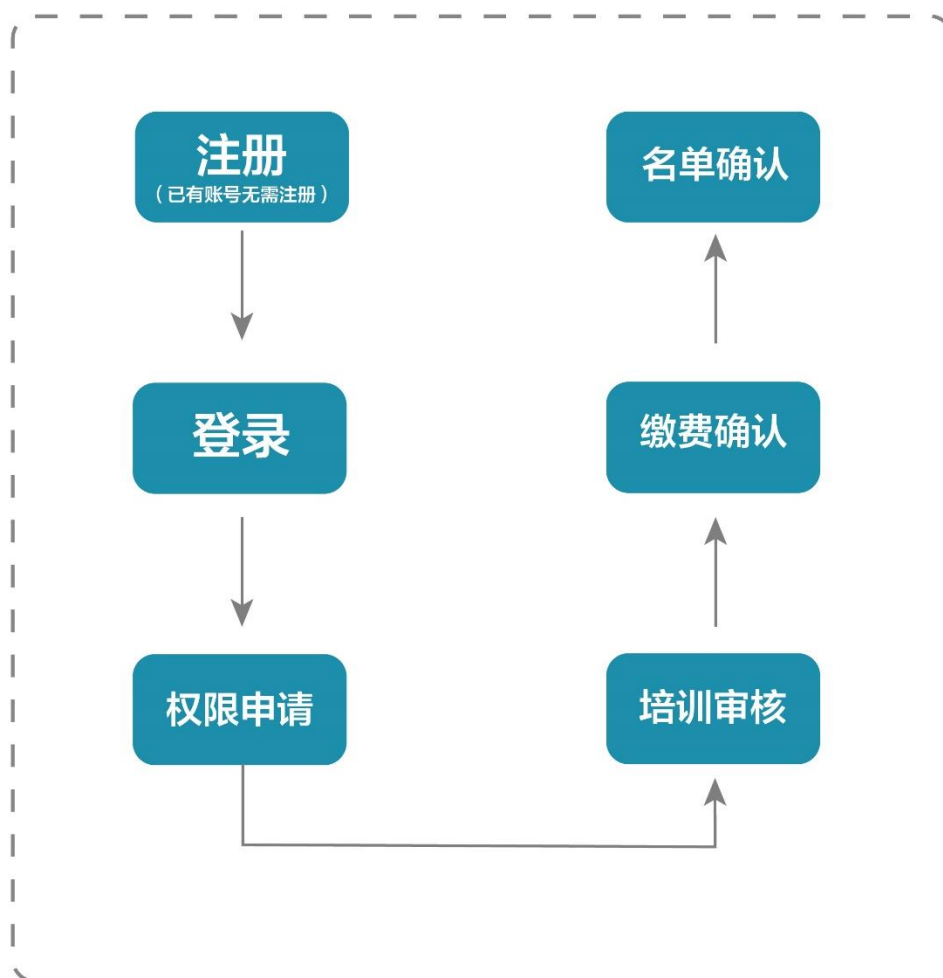 注册
（已有账号无需注册）
登录
权限申请
培训审核
缴费确认
名单确认